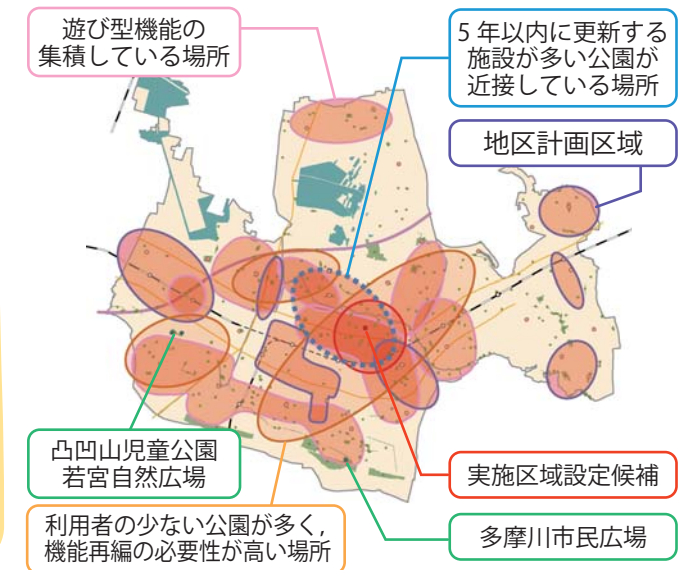 遊び型機能の
集積している場所
5年以内に更新する
施設が多い公園が
近接している場所
地区計画区域
凸凹山児童公園
若宮自然広場
実施区域設定候補
利用者の少ない公園が多く,
機能再編の必要性が高い場所
多摩川市民広場